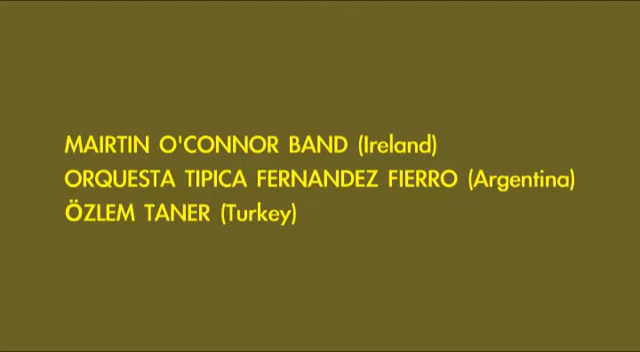 MAIRTIN O'CONNOR BAND (Ireland)
ORQUESTA TIPICA FERNANDEZ FIERRO (Argentina)
ÖZLEM TANER (Turkey)